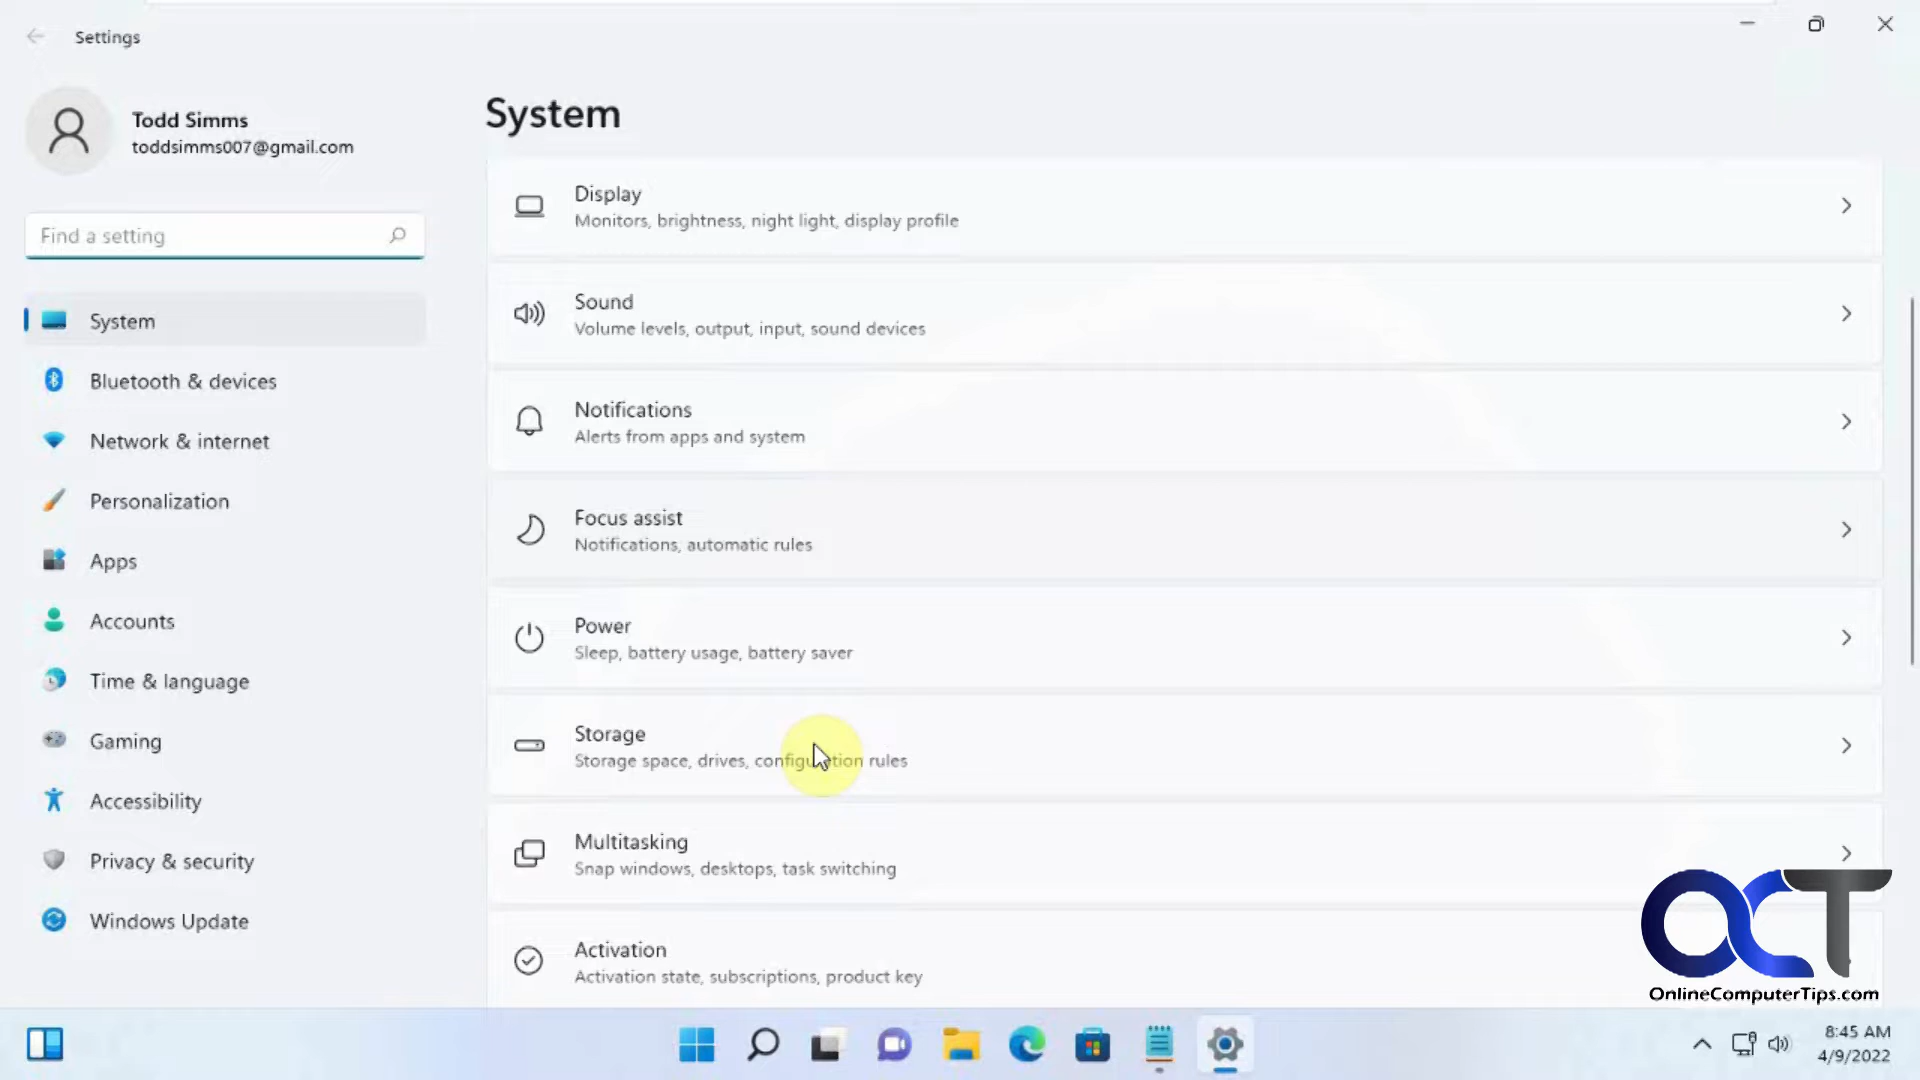 Settings
Todd Simms
toddsimms007@gmail.com
Find a setting
System
Bluetooth & devices
Network & internet
Personalization
Apps
Accounts
Time & language
Gaming
Accessibility
Privacy & security
Windows Update
System
Display
Monitors, brightness, night light, display profile
Sound
Volume levels, output, input, sound devices
Notifications
Alerts from apps and system
Focus assist
Notifications, automatic rules
Power
Sleep, battery usage, battery saver
Storage
Storage space, drives, configuration rules
Multitasking
Snap windows, desktops, task switching
Activation
Activation state, subscriptions, product key
OCT
OnlineComputerTips.com
8:45 AM
4/9/2022